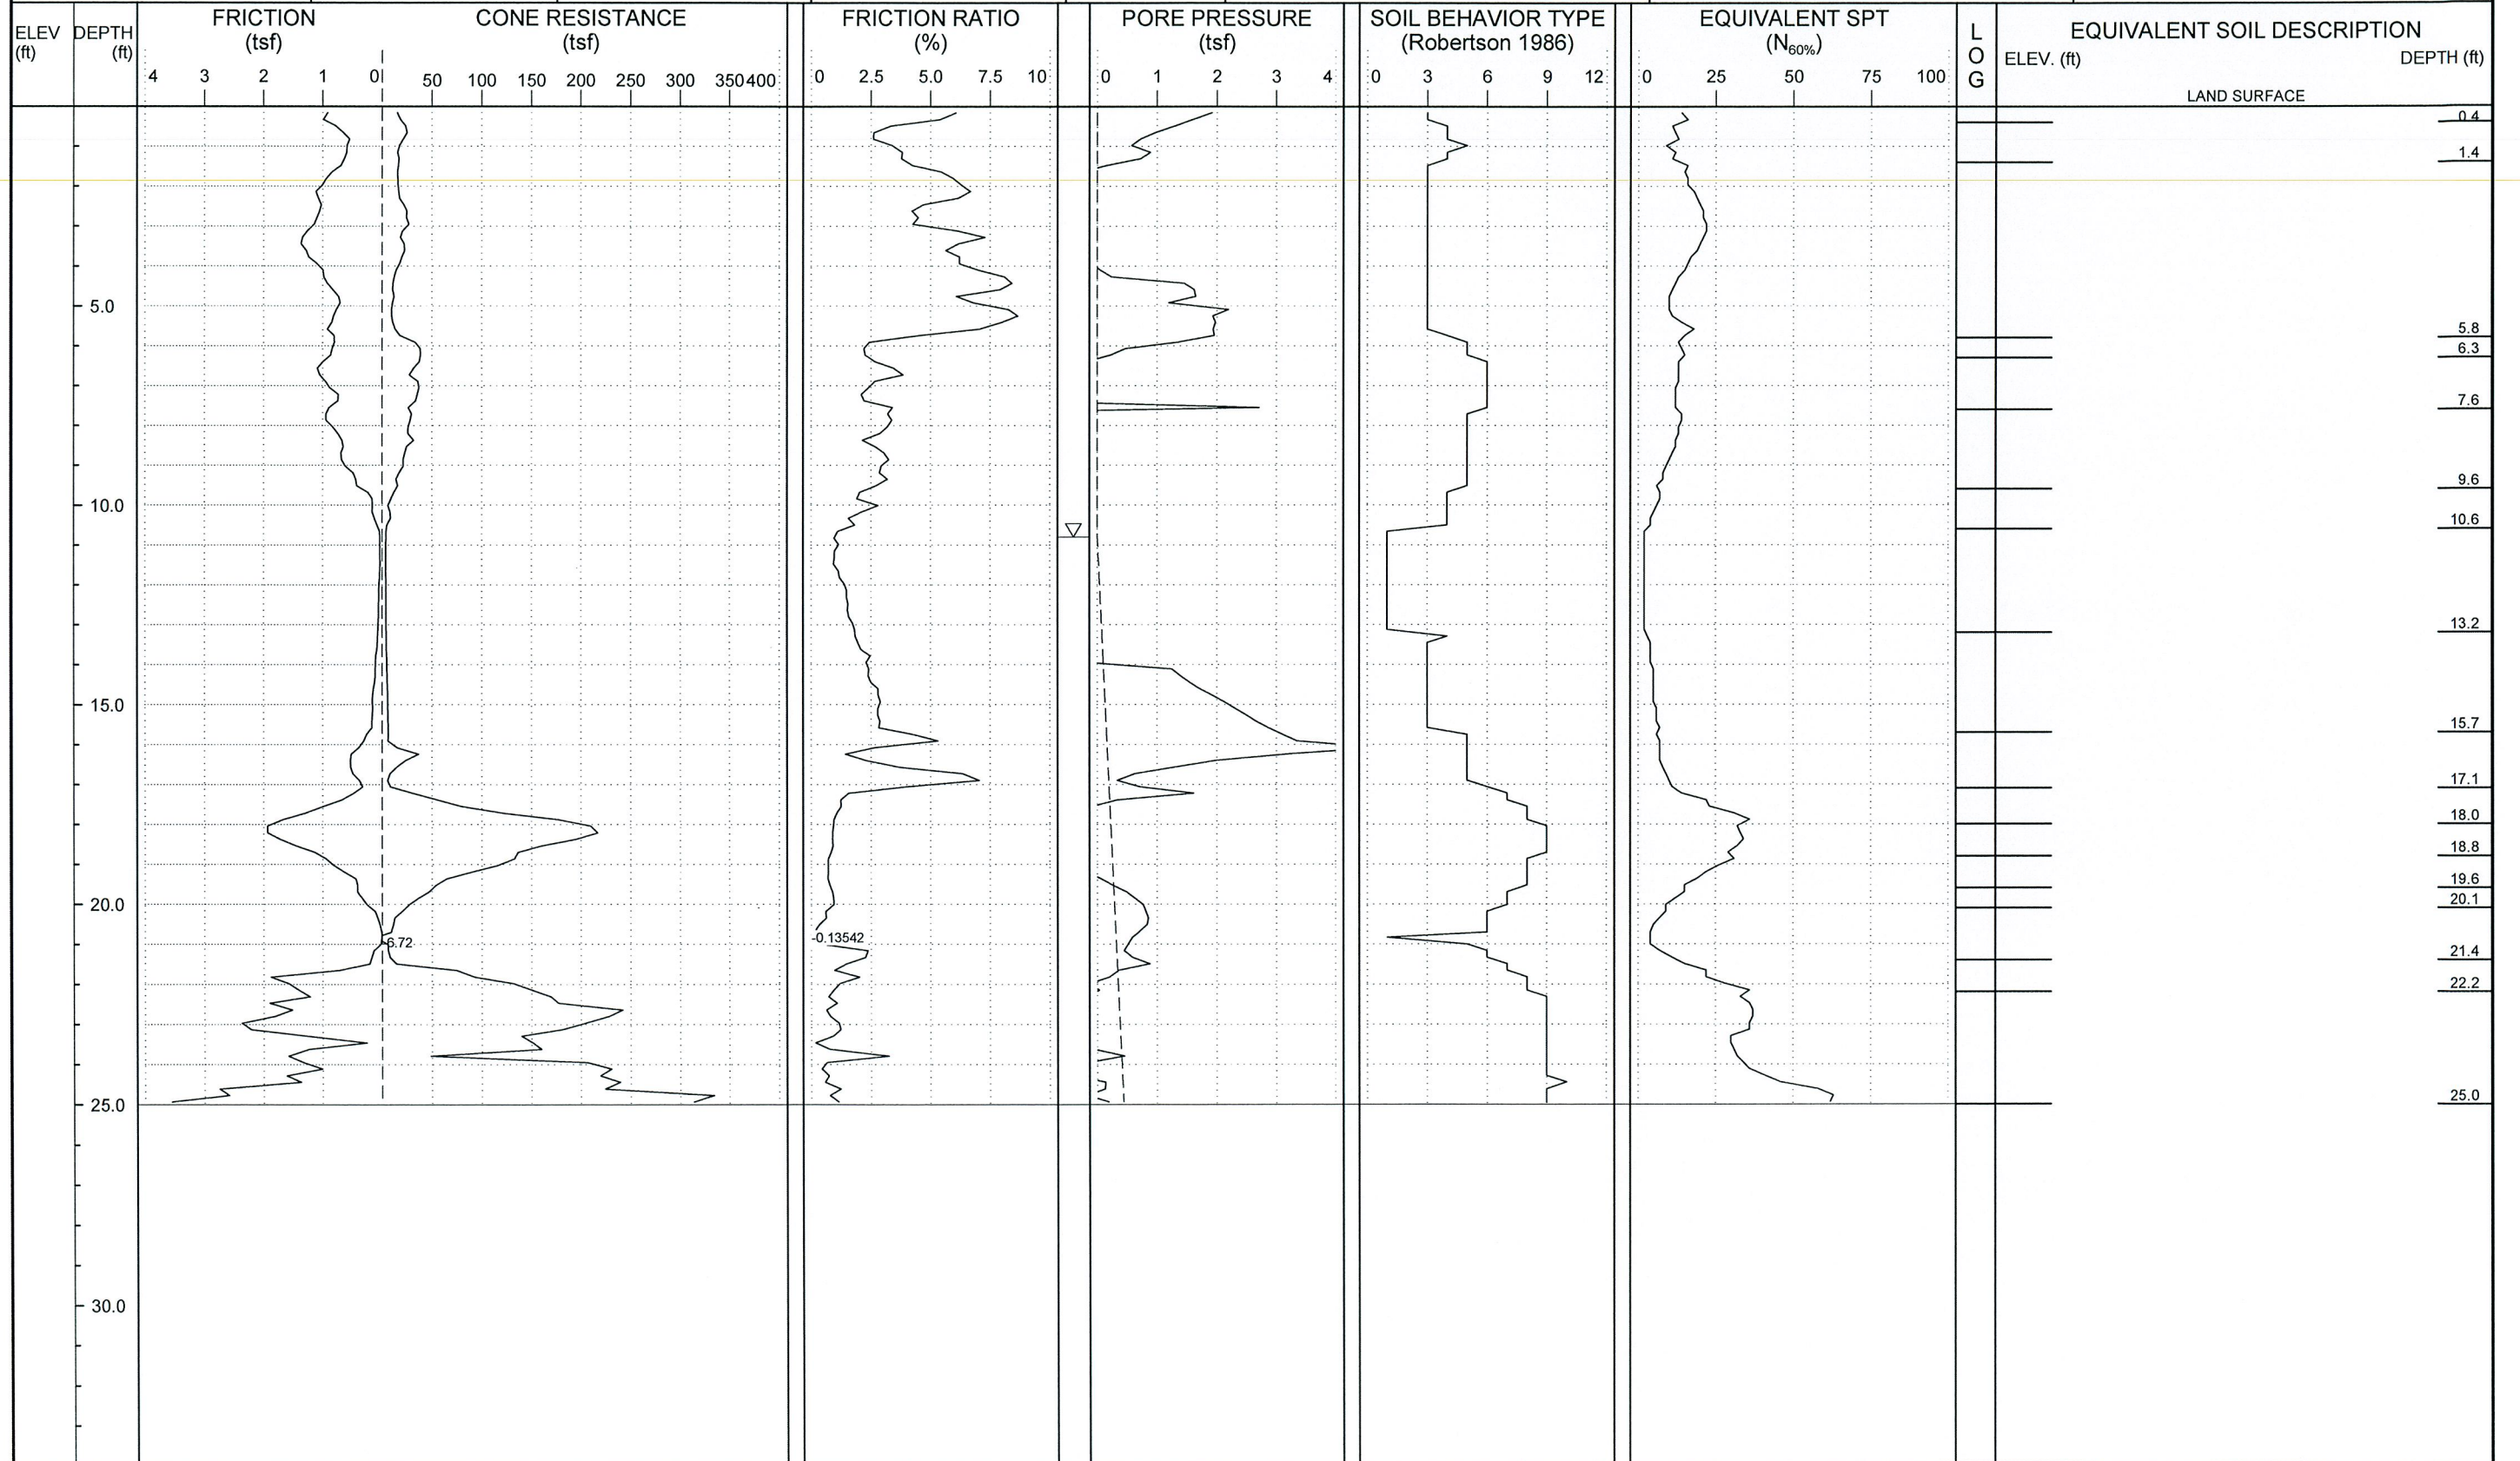 ELEV
(ft)
DEPTH
(ft)
FRICTION
(tsf)
CONE RESISTANCE
(tsf)
FRICTION RATIO
(%)
PORE PRESSURE
(tsf)
SOIL BEHAVIOR TYPE
(Robertson 1986)
EQUIVALENT SPT
(N60%)
L
O
G
EQUIVALENT SOIL DESCRIPTION
ELEV. (ft)
DEPTH (ft)
4 3 2 1 0 50 100 150 200 250 300 350 400
0 2.5 5.0 7.5 10
0 1 2 3 4
0 3 6 9 12
0 25 50 75 100
LAND SURFACE
0.4
1.4
5.0
5.8
6.3
7.6
9.6
10.0
10.6
13.2
15.0
15.7
17.1
18.0
18.8
19.6
20.0
20.1
6.72
-0.13542
21.4
22.2
25.0
25.0
30.0